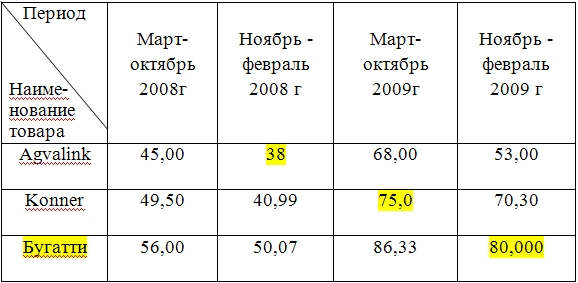 Период
Наиме-
нование
товара
Март-
октябрь
2008г
Ноябрь -
февраль
2008 г
Март-
октябрь
2009г
Ноябрь -
февраль
2009 г
Agvalink 45,00 38 68,00 53,00
Konner 49,50 40,99 75,0 70,30
Бугатти 56,00 50,07 86,33 80,000